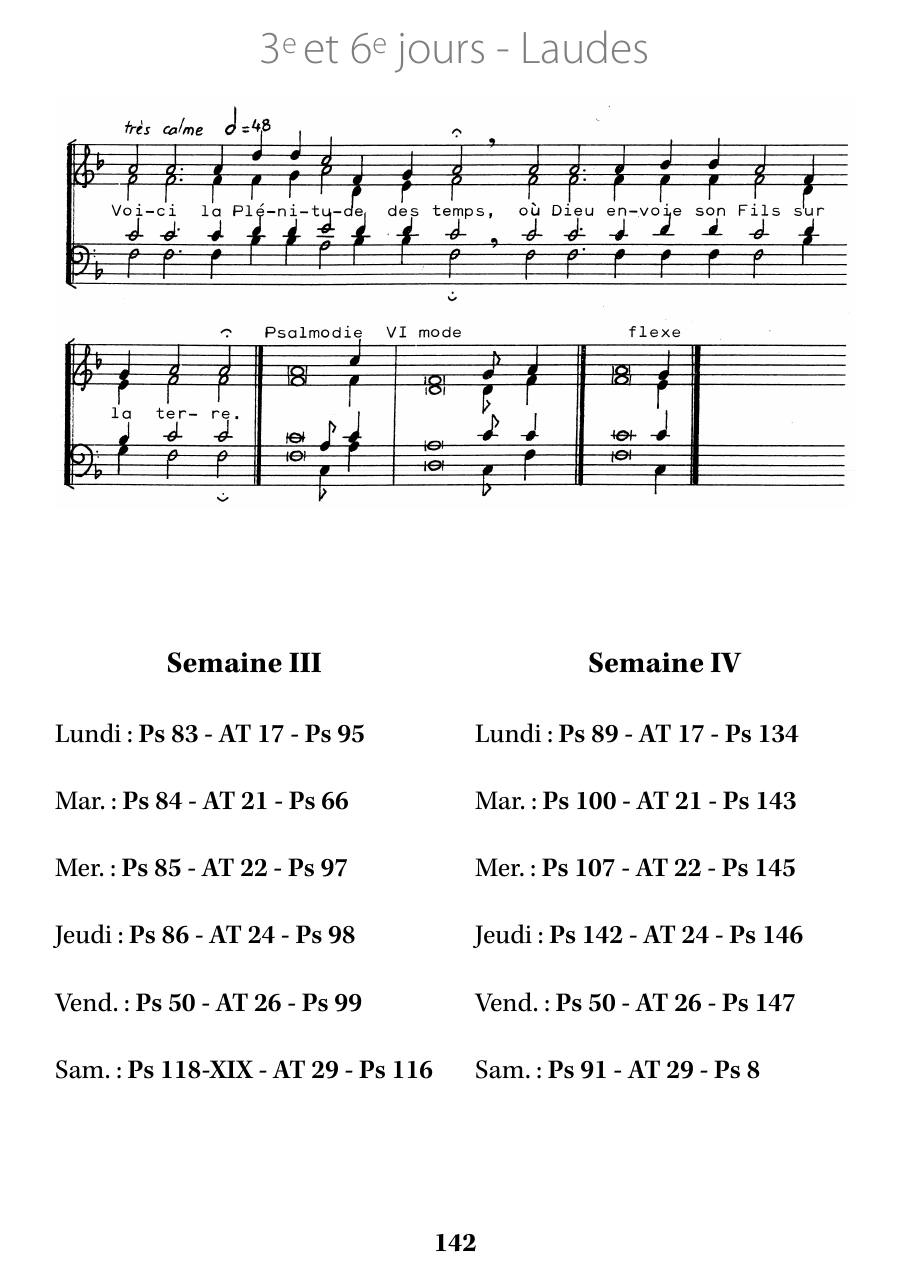 3e et 6e jours - Laudes
très calme 𝅗𝅥 =48
Voi-ci la Plé-ni-tu-de des temps, où Dieu en-voie son Fils sur
Psalmodie VI mode flexe
la ter- re.
Semaine III
Lundi : Ps 83 - AT 17 - Ps 95
Mar. : Ps 84 - AT 21 - Ps 66
Mer. : Ps 85 - AT 22 - Ps 97
Jeudi : Ps 86 - AT 24 - Ps 98
Vend. : Ps 50 - AT 26 - Ps 99
Sam. : Ps 118-XIX - AT 29 - Ps 116
Semaine IV
Lundi : Ps 89 - AT 17 - Ps 134
Mar. : Ps 100 - AT 21 - Ps 143
Mer. : Ps 107 - AT 22 - Ps 145
Jeudi : Ps 142 - AT 24 - Ps 146
Vend. : Ps 50 - AT 26 - Ps 147
Sam. : Ps 91 - AT 29 - Ps 8
142